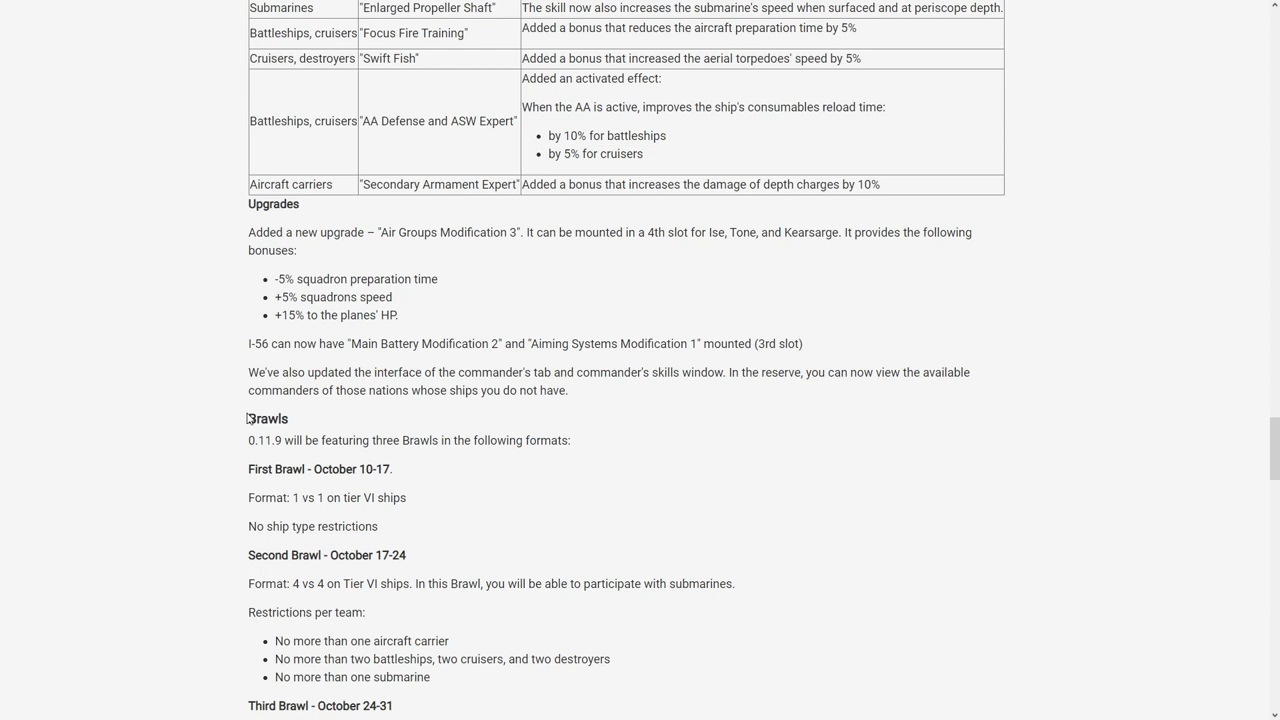 Submarines "Enlarged Propeller Shaft" The skill now also increases the submarine's speed when surfaced and at periscope depth.
Battleships, cruisers "Focus Fire Training" Added a bonus that reduces the aircraft preparation time by 5%
Cruisers, destroyers "Swift Fish" Added a bonus that increased the aerial torpedoes' speed by 5%
Battleships, cruisers "AA Defense and ASW Expert" Added an activated effect:
When the AA is active, improves the ship's consumables reload time:
• by 10% for battleships
• by 5% for cruisers
Aircraft carriers "Secondary Armament Expert" Added a bonus that increases the damage of depth charges by 10%
Upgrades
Added a new upgrade – "Air Groups Modification 3". It can be mounted in a 4th slot for Ise, Tone, and Kearsarge. It provides the following
bonuses:
• -5% squadron preparation time
• +5% squadrons speed
• +15% to the planes' HP.
I-56 can now have "Main Battery Modification 2" and "Aiming Systems Modification 1" mounted (3rd slot)
We've also updated the interface of the commander's tab and commander's skills window. In the reserve, you can now view the available
commanders of those nations whose ships you do not have.
Brawls
0.11.9 will be featuring three Brawls in the following formats:
First Brawl - October 10-17.
Format: 1 vs 1 on tier VI ships
No ship type restrictions
Second Brawl - October 17-24
Format: 4 vs 4 on Tier VI ships. In this Brawl, you will be able to participate with submarines.
Restrictions per team:
• No more than one aircraft carrier
• No more than two battleships, two cruisers, and two destroyers
• No more than one submarine
Third Brawl - October 24-31